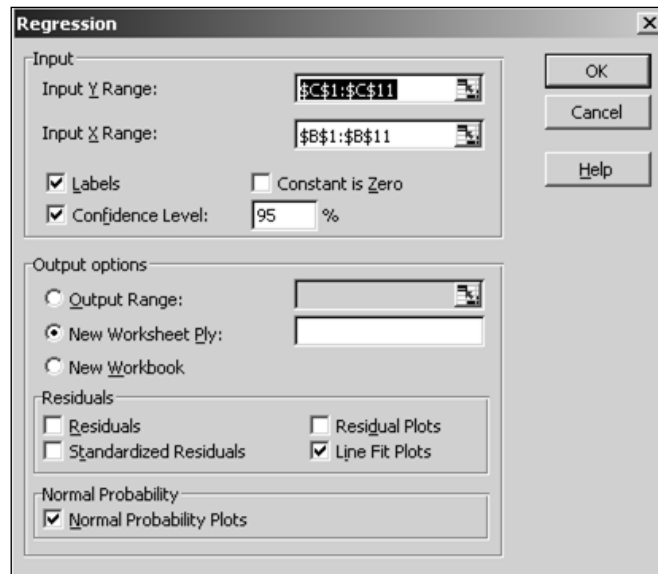 Regression
Input
Input Y Range:
$C$1:$C$11
Input X Range:
$B$1:$B$11
Labels
Constant is Zero
Confidence Level:
95
%
OK
Cancel
Help
Output options
Output Range:
New Worksheet Ply:
New Workbook
Residuals
Residuals
Residual Plots
Standardized Residuals
Line Fit Plots
Normal Probability
Normal Probability Plots